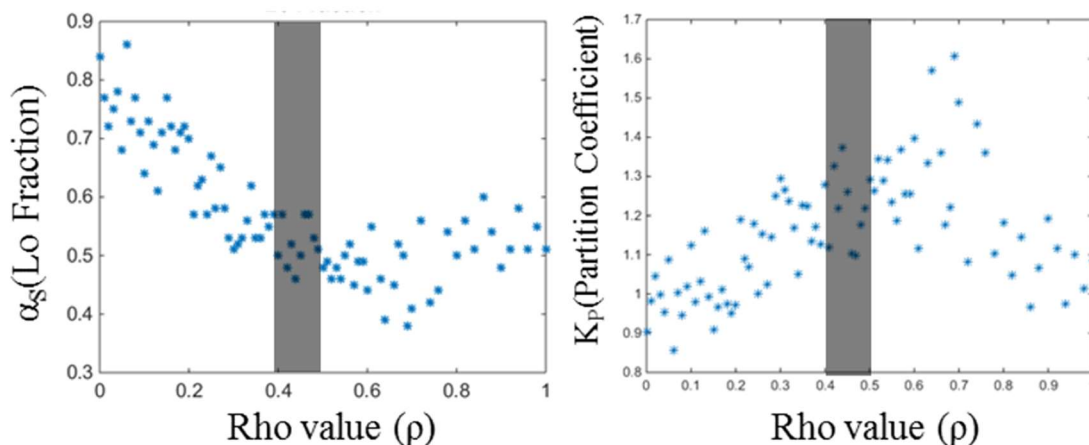 0.9
0.8
0.7
0.6
0.5
0.4
0.3
0 0.2 0.4 0.6 0.8 1
αS(Lo Fraction)
Rho value (ρ)
1.7
1.6
1.5
1.4
1.3
1.2
1.1
1
0.9
0.8
0 0.1 0.2 0.3 0.4 0.5 0.6 0.7 0.8 0.9
KP(Partition Coefficient)
Rho value (ρ)